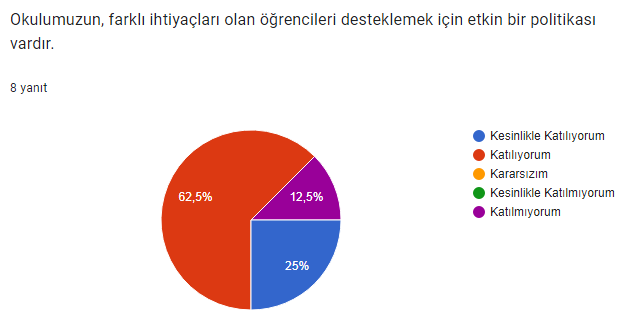 Okulumuzun, farklı ihtiyaçları olan öğrencileri desteklemek için etkin bir politikası
vardır.
8 yanıt
Kesinlikle Katılıyorum
Katılıyorum
Kararsızım
Kesinlikle Katılmıyorum
Katılmıyorum
62,5%
12,5%
25%